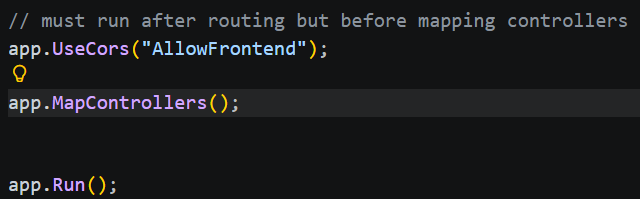 // must run after routing but before mapping controllers
app.UseCors("AllowFrontend");
app.MapControllers();
app.Run();